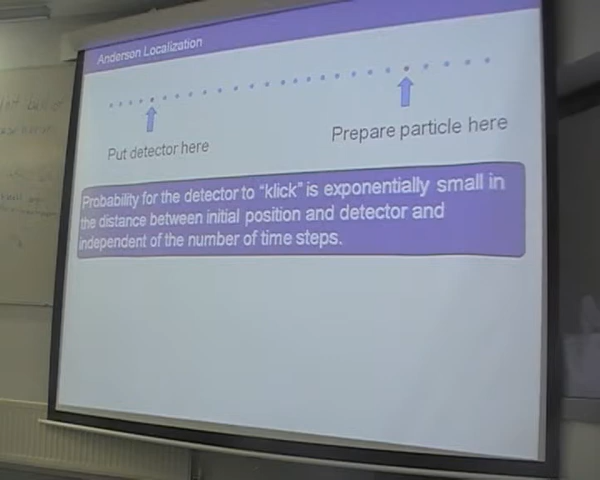 Anderson Localization
Put detector here
Prepare particle here
Probability for the detector to "klick" is exponentially small in
the distance between initial position and detector and
independent of the number of time steps.